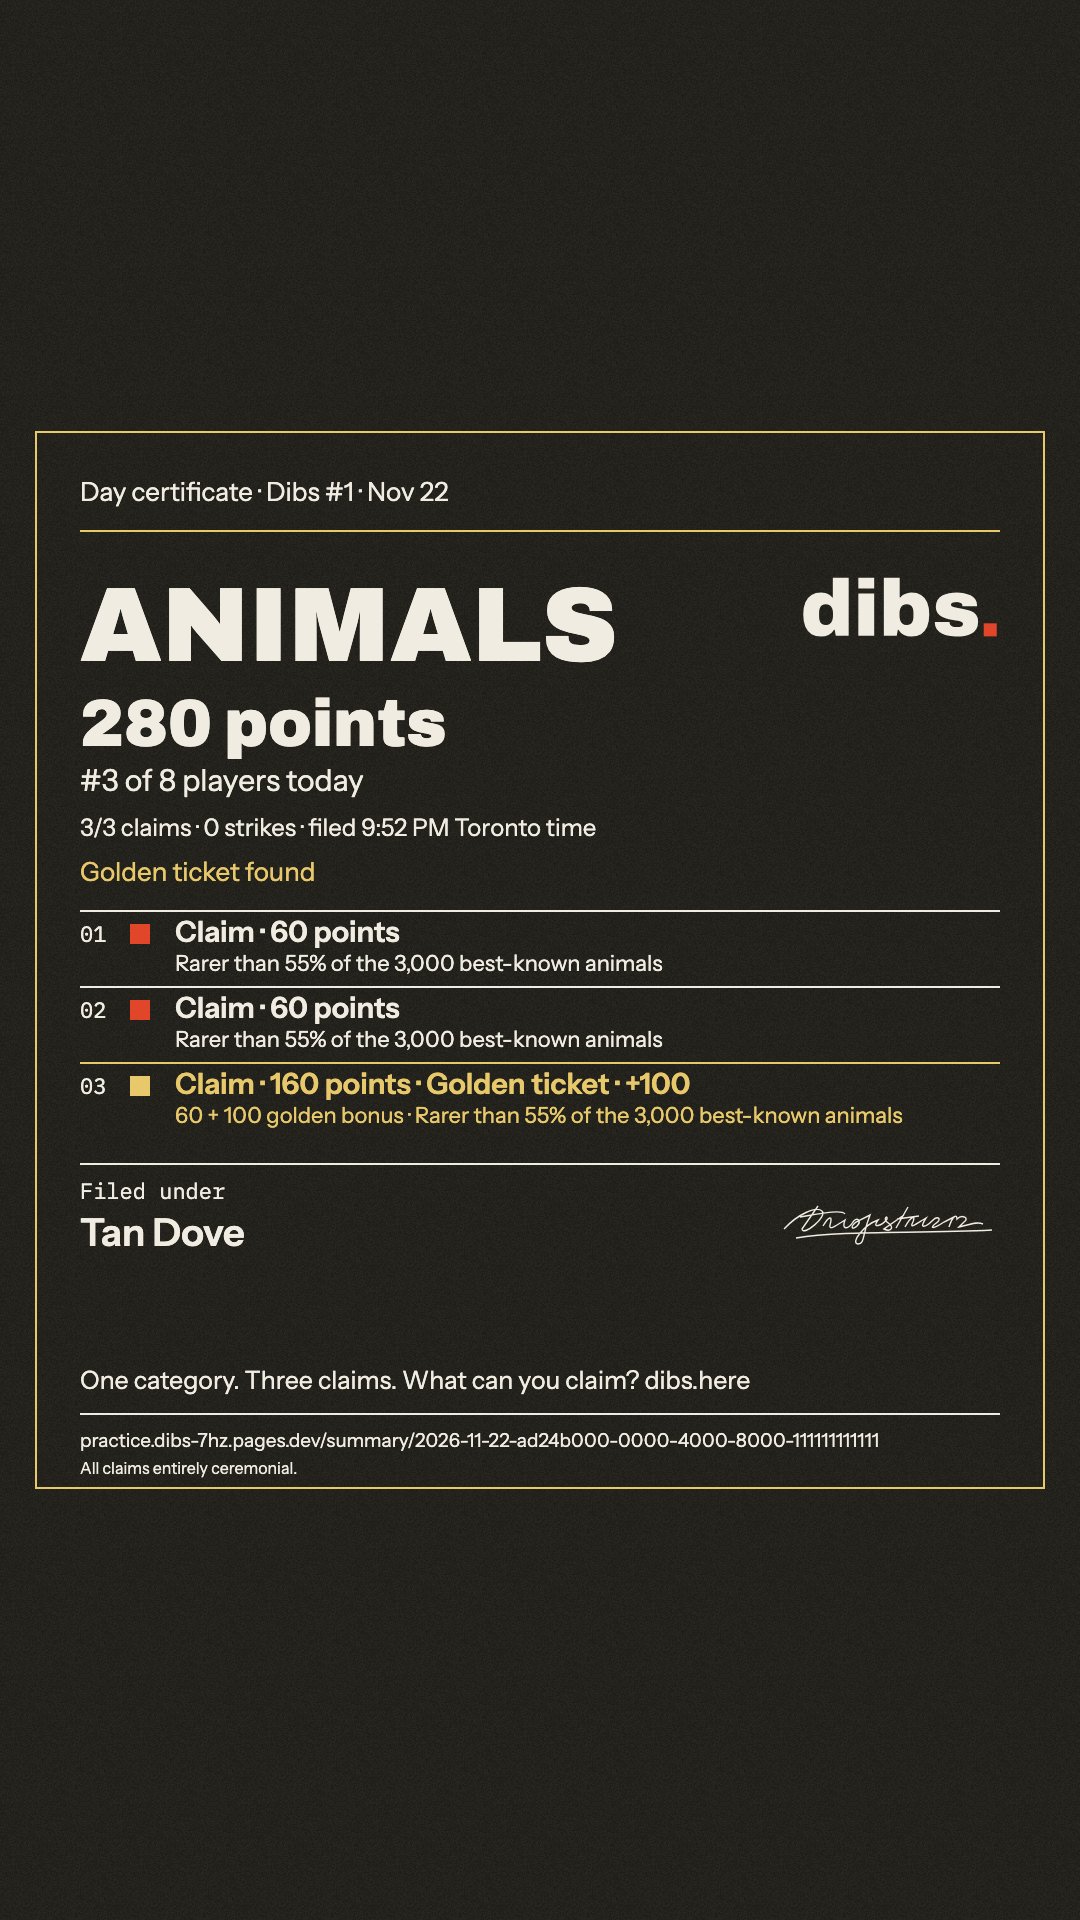 Day certificate · Dibs #1 · Nov 22
ANIMALS
dibs.
280 points
#3 of 8 players today
3/3 claims · 0 strikes · filed 9:52 PM Toronto time
Golden ticket found
01 Claim · 60 points
Rarer than 55% of the 3,000 best-known animals
02 Claim · 60 points
Rarer than 55% of the 3,000 best-known animals
03 Claim · 160 points · Golden ticket · +100
60 + 100 golden bonus · Rarer than 55% of the 3,000 best-known animals
Filed under
Tan Dove
One category. Three claims. What can you claim? dibs.here
practice.dibs-7hz.pages.dev/summary/2026-11-22-ad24b000-0000-4000-8000-111111111111
All claims entirely ceremonial.